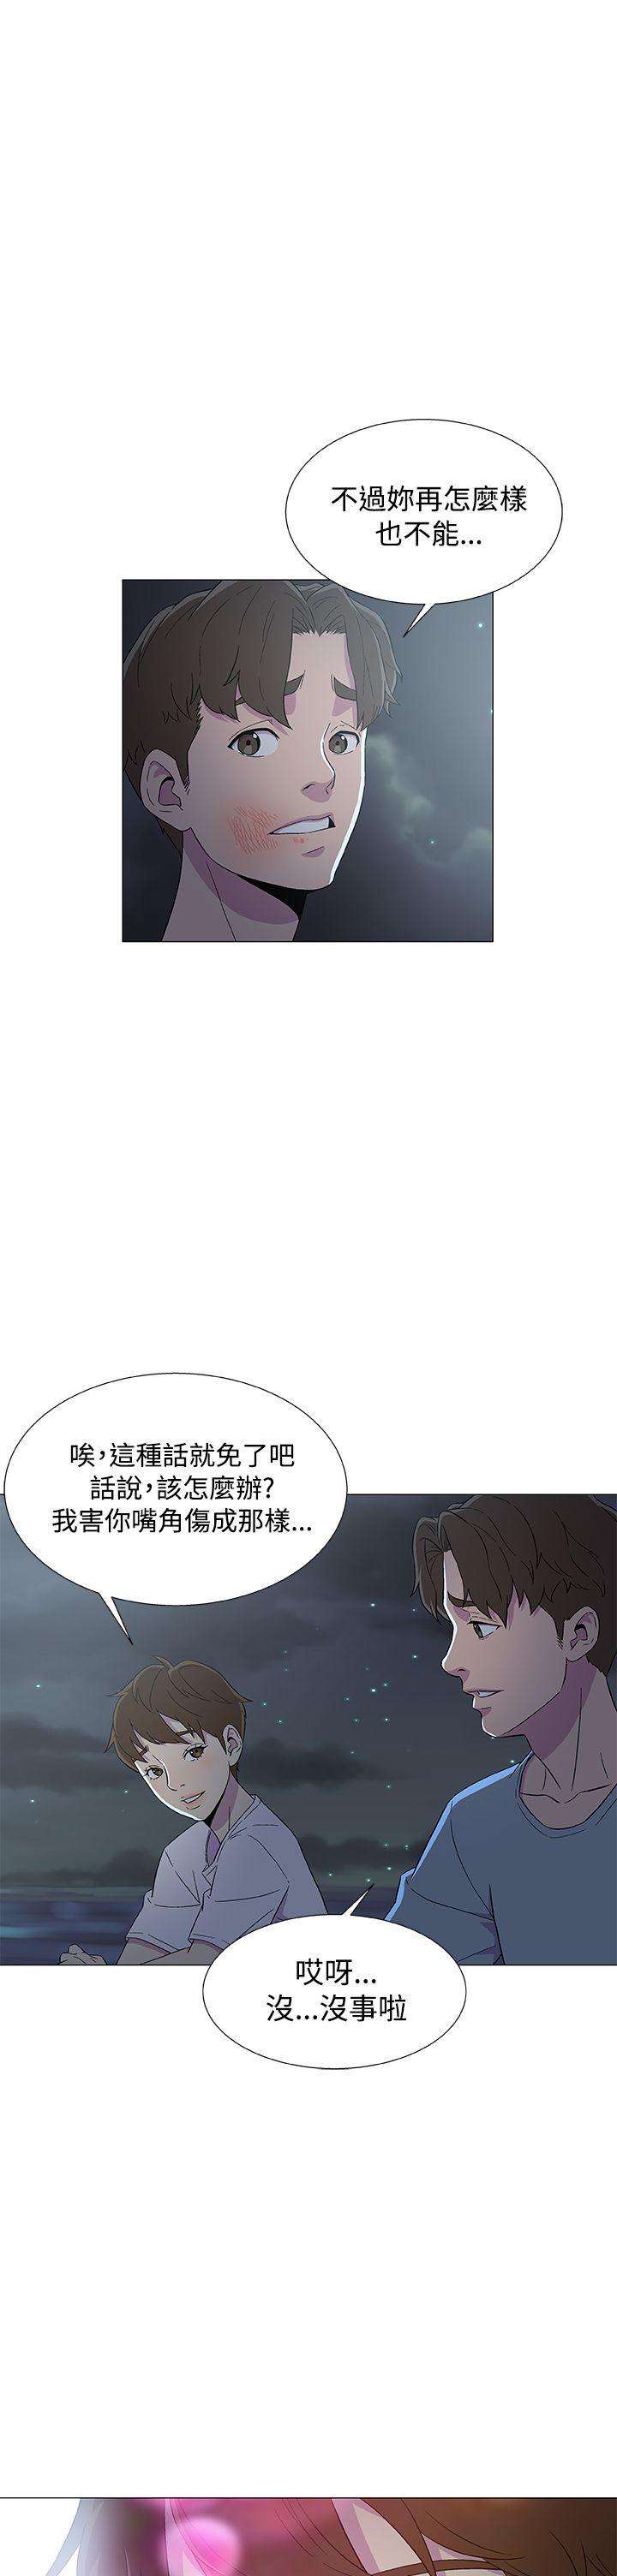 不過妳再怎麼樣
也不能…
唉，這種話就免了吧
話說，該怎麼辦?
我害你嘴角傷成那樣…
哎呀…
沒…沒事啦